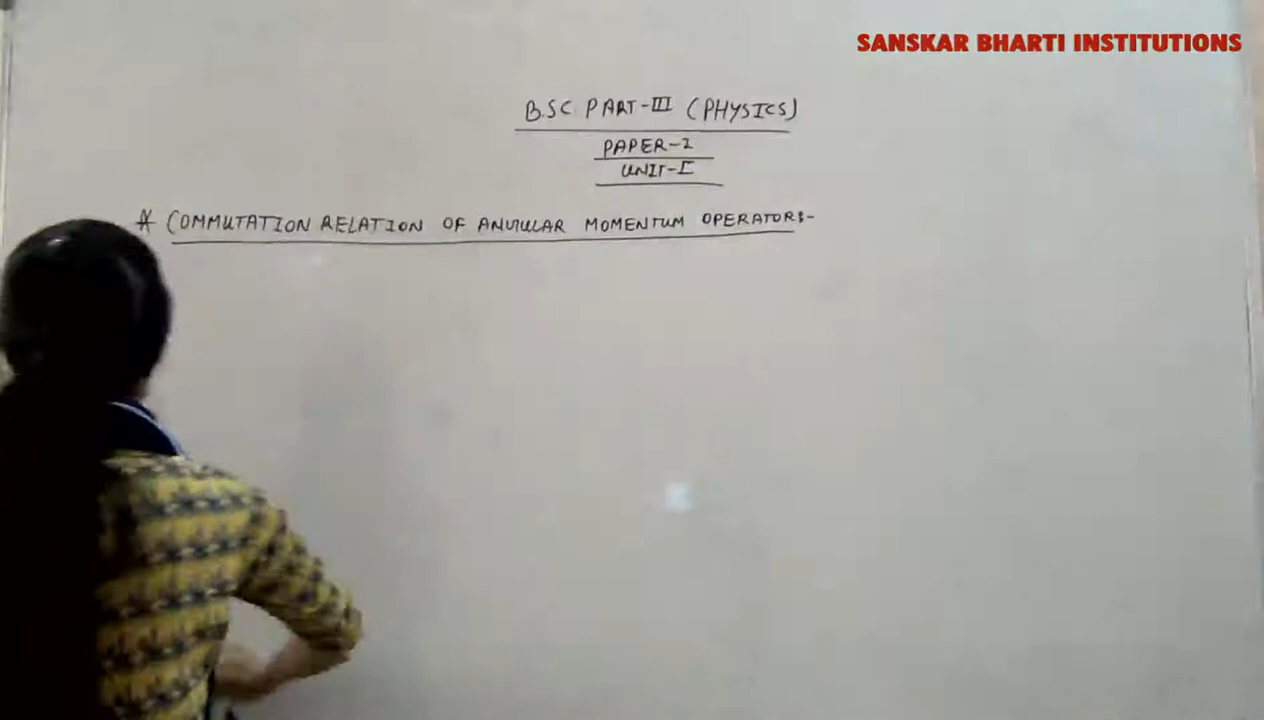 SANSKAR BHARTI INSTITUTIONS
B.SC. PART-III (PHYSICS)
PAPER-2
UNIT-I
* COMMUTATION RELATION OF ANGULAR MOMENTUM OPERATORS-